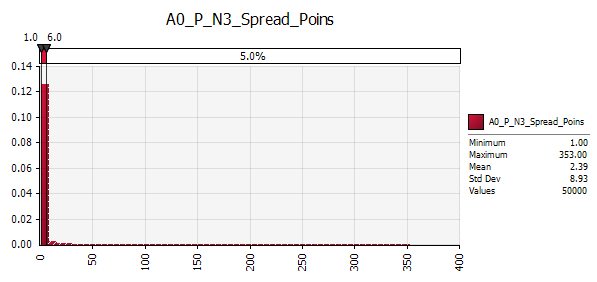 A0_P_N3_Spread_Poins
1.0 6.0
5.0%
0.14
0.12
0.10
0.08
0.06
0.04
0.02
0.00
0 50 100 150 200 250 300 350 400
A0_P_N3_Spread_Poins
Minimum 1.00
Maximum 353.00
Mean 2.39
Std Dev 8.93
Values 50000